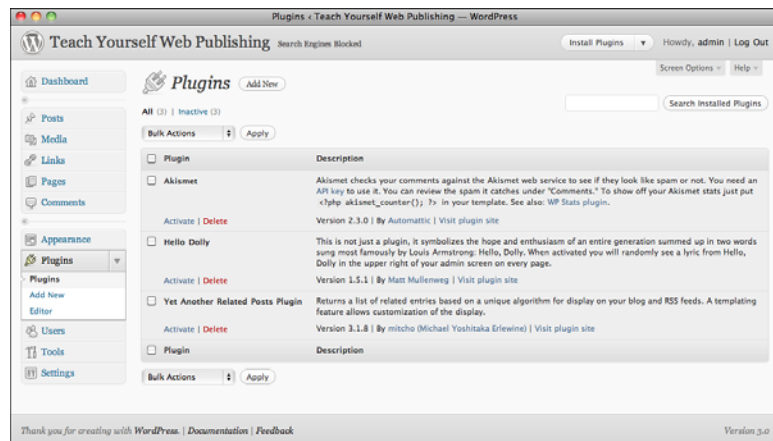 Plugins ‹ Teach Yourself Web Publishing — WordPress
Teach Yourself Web Publishing Search Engines Blocked
Install Plugins
Howdy, admin | Log Out
Screen Options Help
Dashboard
Posts
Media
Links
Pages
Comments
Appearance
Plugins
Plugins
Add New
Editor
Users
Tools
Settings
Plugins Add New
Search Installed Plugins
All (3) | Inactive (3)
Bulk Actions Apply
Plugin Description
Akismet
Akismet checks your comments against the Akismet web service to see if they look like spam or not. You need an
API key to use it. You can review the spam it catches under "Comments." To show off your Akismet stats just put
<?php akismet_counter(); ?> in your template. See also: WP Stats plugin.
Activate | Delete
Version 2.3.0 | By Automattic | Visit plugin site
Hello Dolly
This is not just a plugin, it symbolizes the hope and enthusiasm of an entire generation summed up in two words
sung most famously by Louis Armstrong: Hello, Dolly. When activated you will randomly see a lyric from Hello,
Dolly in the upper right of your admin screen on every page.
Activate | Delete
Version 1.5.1 | By Matt Mullenweg | Visit plugin site
Yet Another Related Posts Plugin
Returns a list of related entries based on a unique algorithm for display on your blog and RSS feeds. A templating
feature allows customization of the display.
Activate | Delete
Version 3.1.8 | By mitcho (Michael Yoshitaka Erlewine) | Visit plugin site
Plugin Description
Bulk Actions Apply
Thank you for creating with WordPress. | Documentation | Feedback
Version 3.0